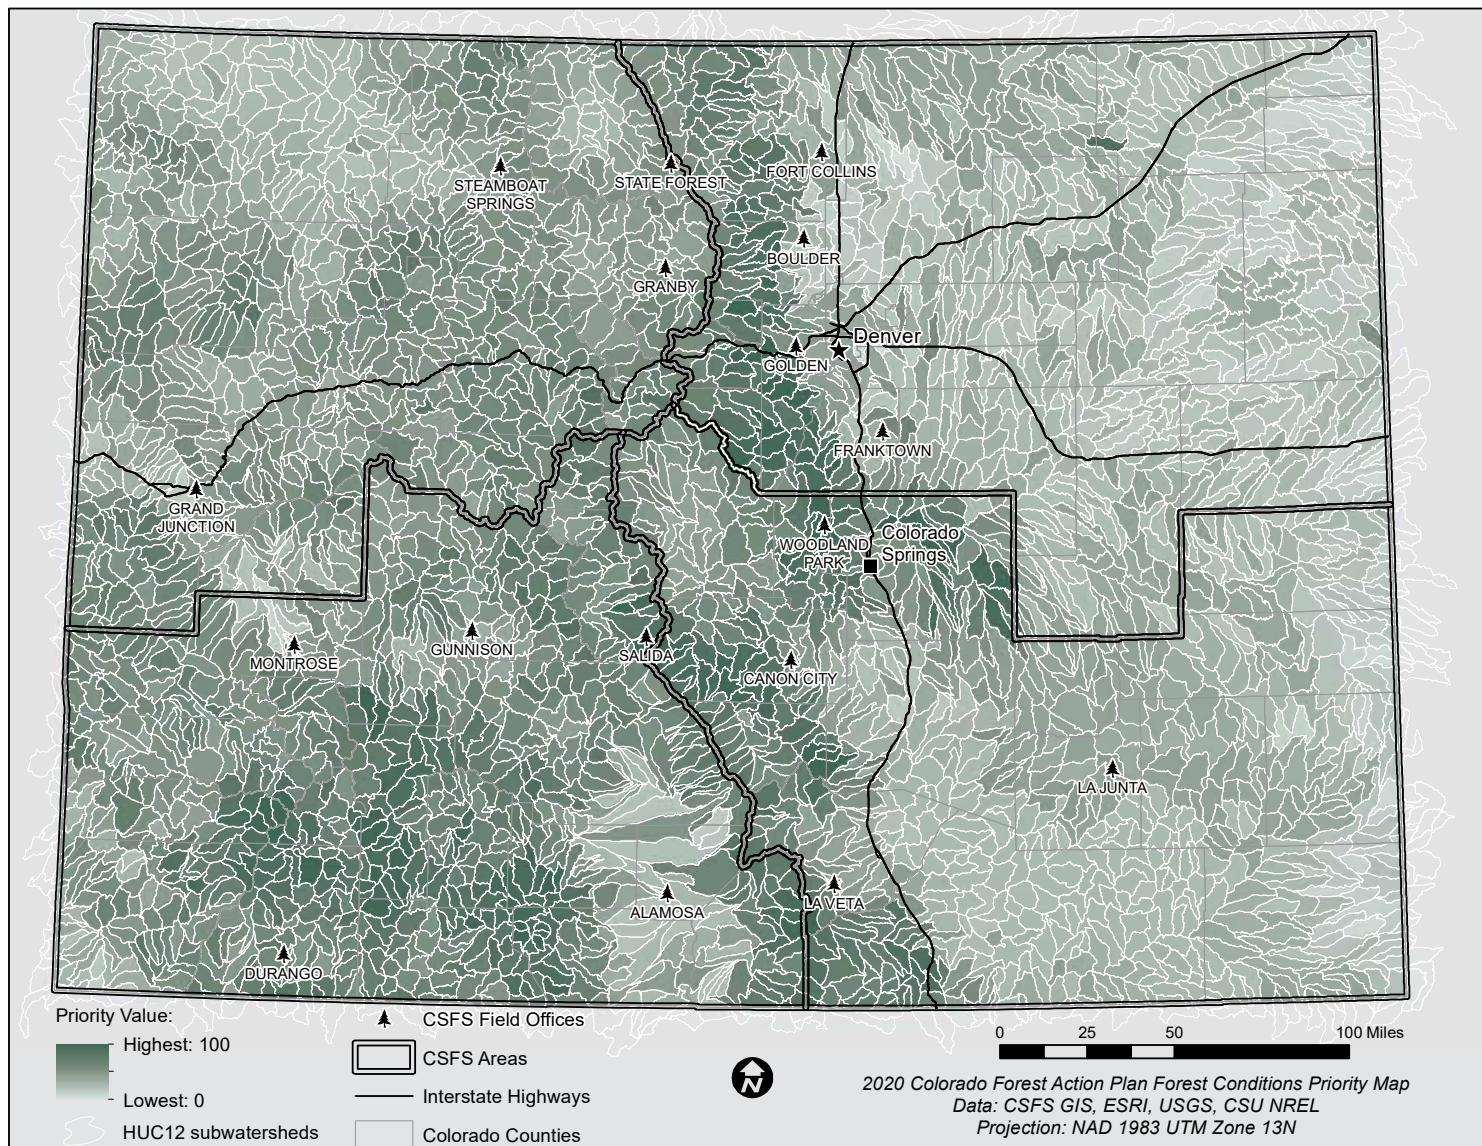 FORT COLLINS
STATE FOREST
STEAMBOAT
SPRINGS
BOULDER
GRANBY
Denver
GOLDEN
FRANKTOWN
GRAND
JUNCTION
WOODLAND
PARK
Colorado
Springs
MONTROSE
GUNNISON
SALIDA
CANON CITY
LA JUNTA
ALAMOSA
LA VETA
DURANGO
Priority Value:
Highest: 100
Lowest: 0
HUC12 subwatersheds
CSFS Field Offices
CSFS Areas
Interstate Highways
Colorado Counties
N
0 25 50 100 Miles
2020 Colorado Forest Action Plan Forest Conditions Priority Map
Data: CSFS GIS, ESRI, USGS, CSU NREL
Projection: NAD 1983 UTM Zone 13N